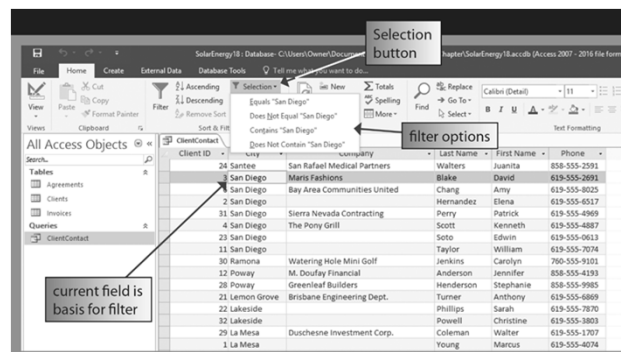 Selection
button
SolarEnergy18 : Database- C:\Users\Owner\Docum
hapter\SolarEnergy18.accdb (Access 2007 - 2016 file form
File Home Create External Data Database Tools Tell me what you want to do...
View
Paste
Cut
Copy
Format Painter
Filter
Ascending
Descending
Remove Sort
Selection
New
Totals
Spelling
More
Find
Replace
Go To
Select
Calibri (Detail)
11
B I U A
Views Clipboard Sort & Filt Text Formatting
Equals "San Diego"
Does Not Equal "San Diego"
Contains "San Diego"
Does Not Contain "San Diego"
filter options
All Access Objects
Search...
Tables
Agreements
Clients
Invoices
Queries
ClientContact
ClientContact
Client ID City Company Last Name First Name Phone
24 Santee San Rafael Medical Partners Walters Juanita 858-555-2591
3 San Diego Maris Fashions Blake David 619-555-2691
San Diego Bay Area Communities United Chang Amy 619-555-8025
2 San Diego Hernandez Elena 619-555-6517
31 San Diego Sierra Nevada Contracting Perry Patrick 619-555-4969
4 San Diego The Pony Grill Scott Kenneth 619-555-4887
23 San Diego Soto Edwin 619-555-0613
11 San Diego Taylor William 619-555-7074
30 Ramona Watering Hole Mini Golf Jenkins Carolyn 760-555-9101
12 Poway M. Doufay Financial Anderson Jennifer 858-555-4193
28 Poway Greenleaf Builders Henderson Stephanie 858-555-9985
21 Lemon Grove Brisbane Engineering Dept. Turner Anthony 619-555-6869
22 Lakeside Phillips Sarah 619-555-7870
32 Lakeside Powell Christine 619-555-3803
29 La Mesa Duschesne Investment Corp. Coleman Walter 619-555-1707
1 La Mesa Young Marcus 619-555-4074
current field is
basis for filter